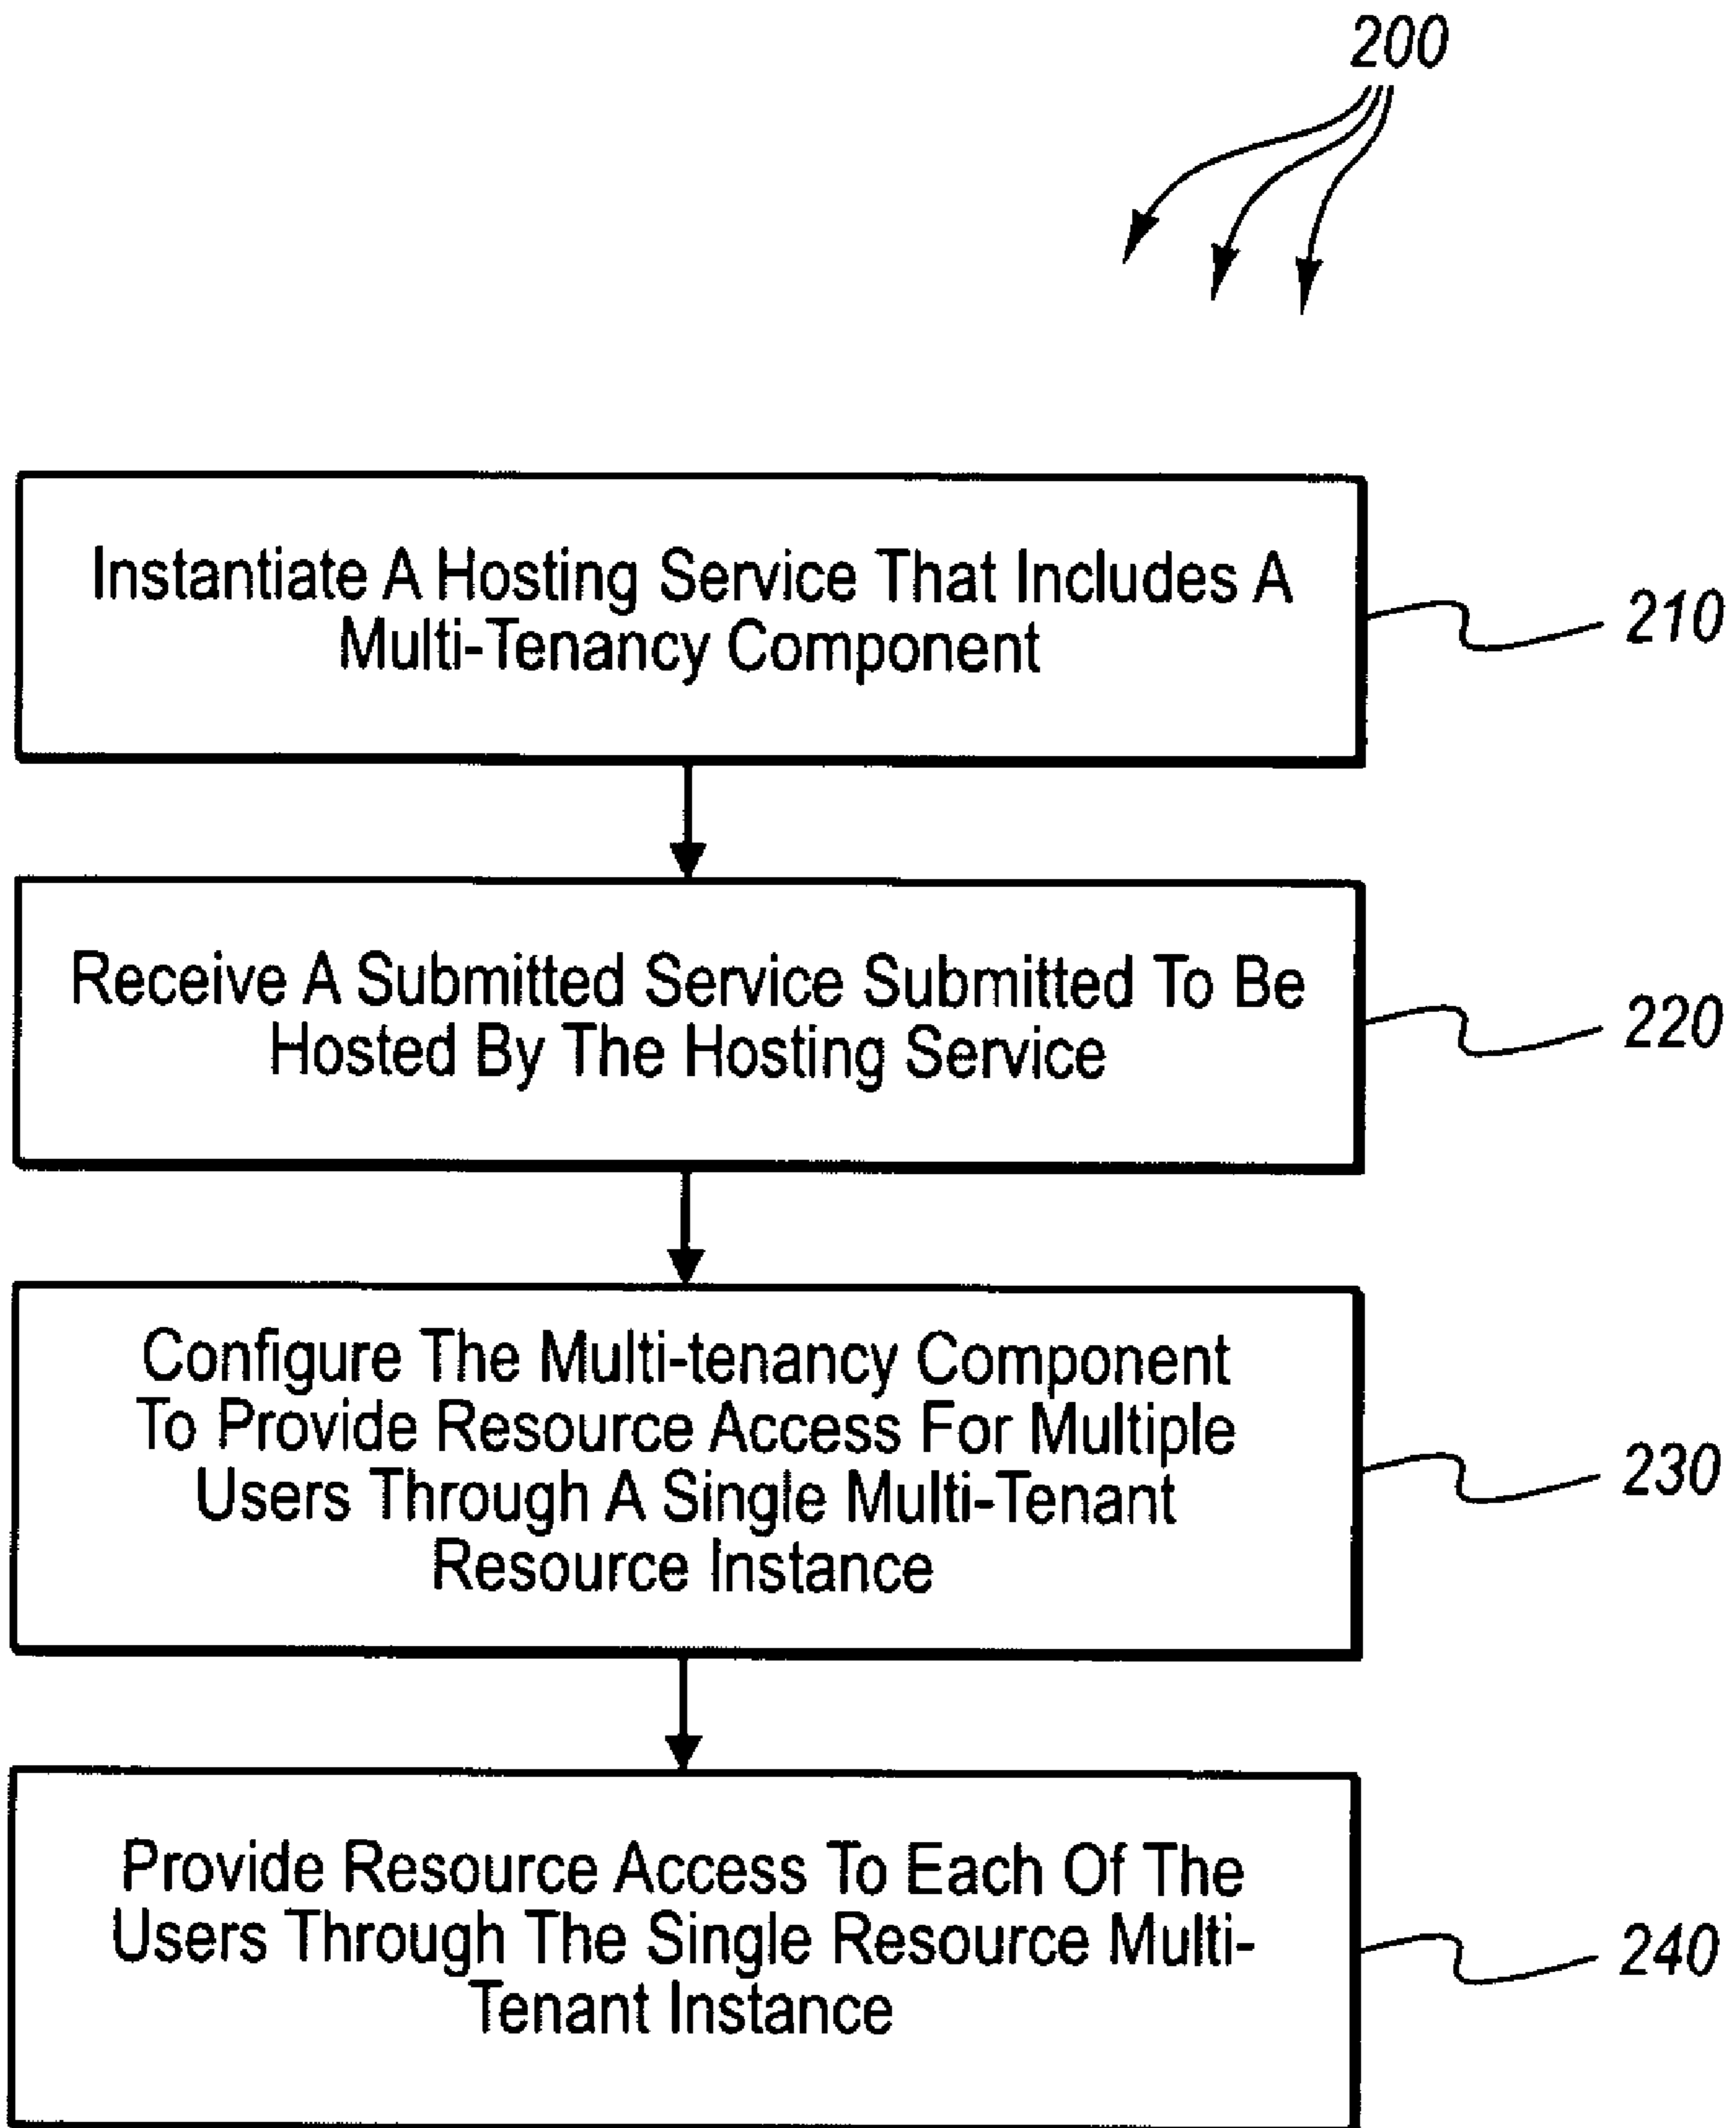 200
Instantiate A Hosting Service That Includes A
Multi-Tenancy Component
210
Receive A Submitted Service Submitted To Be
Hosted By The Hosting Service
220
Configure The Multi-tenancy Component
To Provide Resource Access For Multiple
Users Through A Single Multi-Tenant
Resource Instance
230
Provide Resource Access To Each Of The
Users Through The Single Resource Multi-
Tenant Instance
240